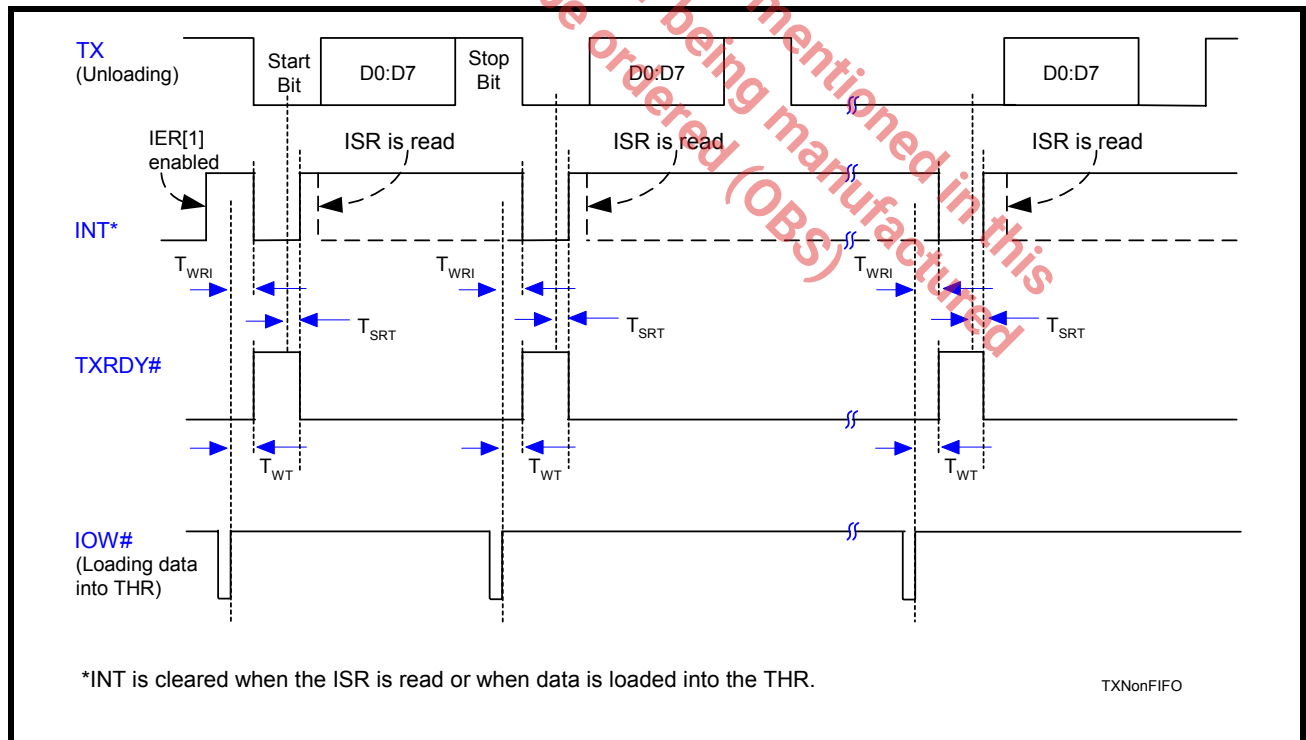 TX
(Unloading)
Start
Bit
D0:D7
Stop
Bit
D0:D7
D0:D7
IER[1]
enabled
ISR is read
ISR is read
ISR is read
INT*
TWRI
TWRI
TWRI
TSRT
TSRT
TSRT
TXRDY#
TWT
TWT
TWT
IOW#
(Loading data
into THR)
*INT is cleared when the ISR is read or when data is loaded into the THR.
TXNonFIFO
mentioned in this
being manufactured
be ordered (OBS)